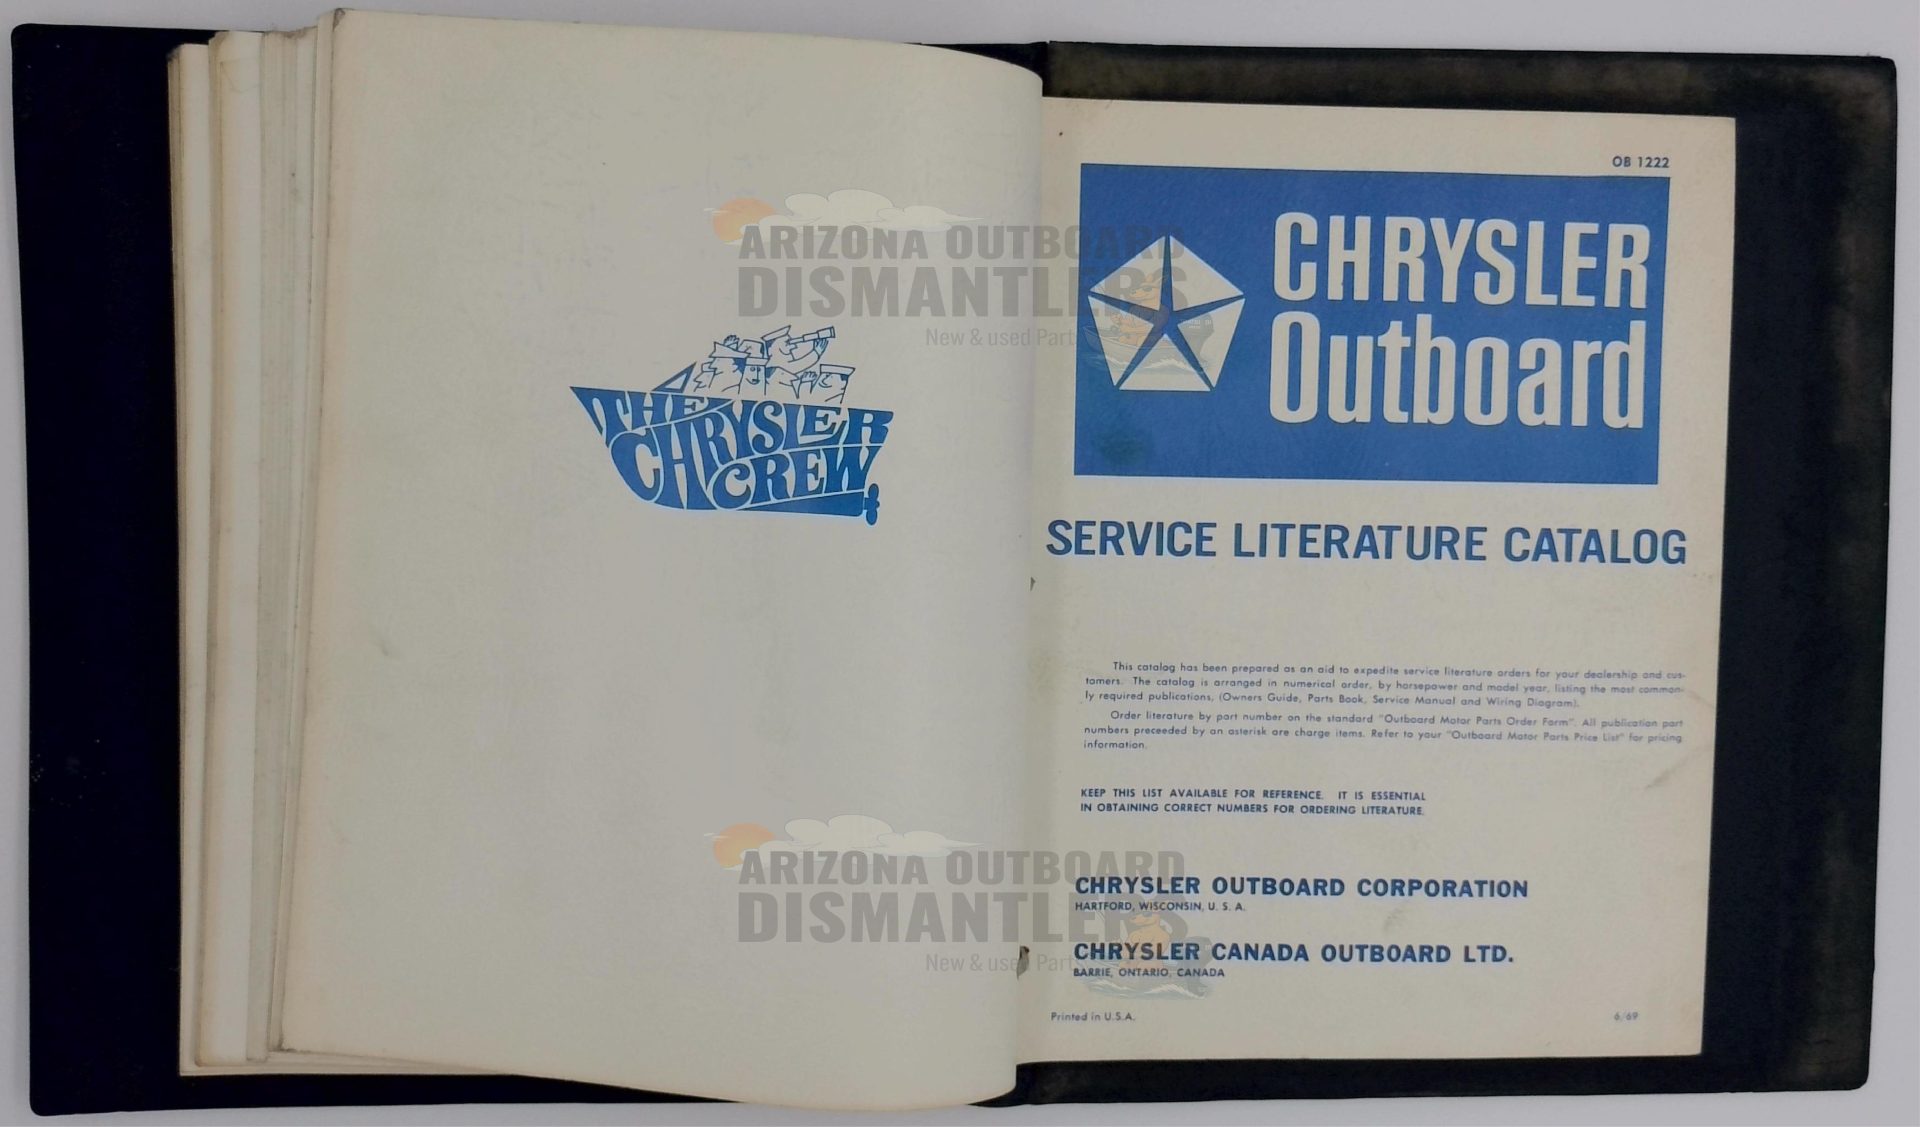 THE
CHRYSLER
CREW
ARIZONA OUTBOARD
DISMANTLERS
New & used Parts
OB 1222
CHRYSLER
Outboard
SERVICE LITERATURE CATALOG
This catalog has been prepared as an aid to expedite service literature orders for your dealership and cus-
tomers. The catalog is arranged in numerical order, by horsepower and model year, listing the most common-
ly required publications, (Owners Guide, Parts Book, Service Manual and Wiring Diagram).
Order literature by part number on the standard "Outboard Motor Parts Order Form". All publication part
numbers preceeded by an asterisk are charge items. Refer to your "Outboard Motor Parts Price List" for pricing
information.
KEEP THIS LIST AVAILABLE FOR REFERENCE. IT IS ESSENTIAL
IN OBTAINING CORRECT NUMBERS FOR ORDERING LITERATURE.
ARIZONA OUTBOARD
DISMANTLERS
New & used Parts
CHRYSLER OUTBOARD CORPORATION
HARTFORD, WISCONSIN, U. S. A.
CHRYSLER CANADA OUTBOARD LTD.
BARRIE, ONTARIO, CANADA
Printed in U.S.A.
6/69